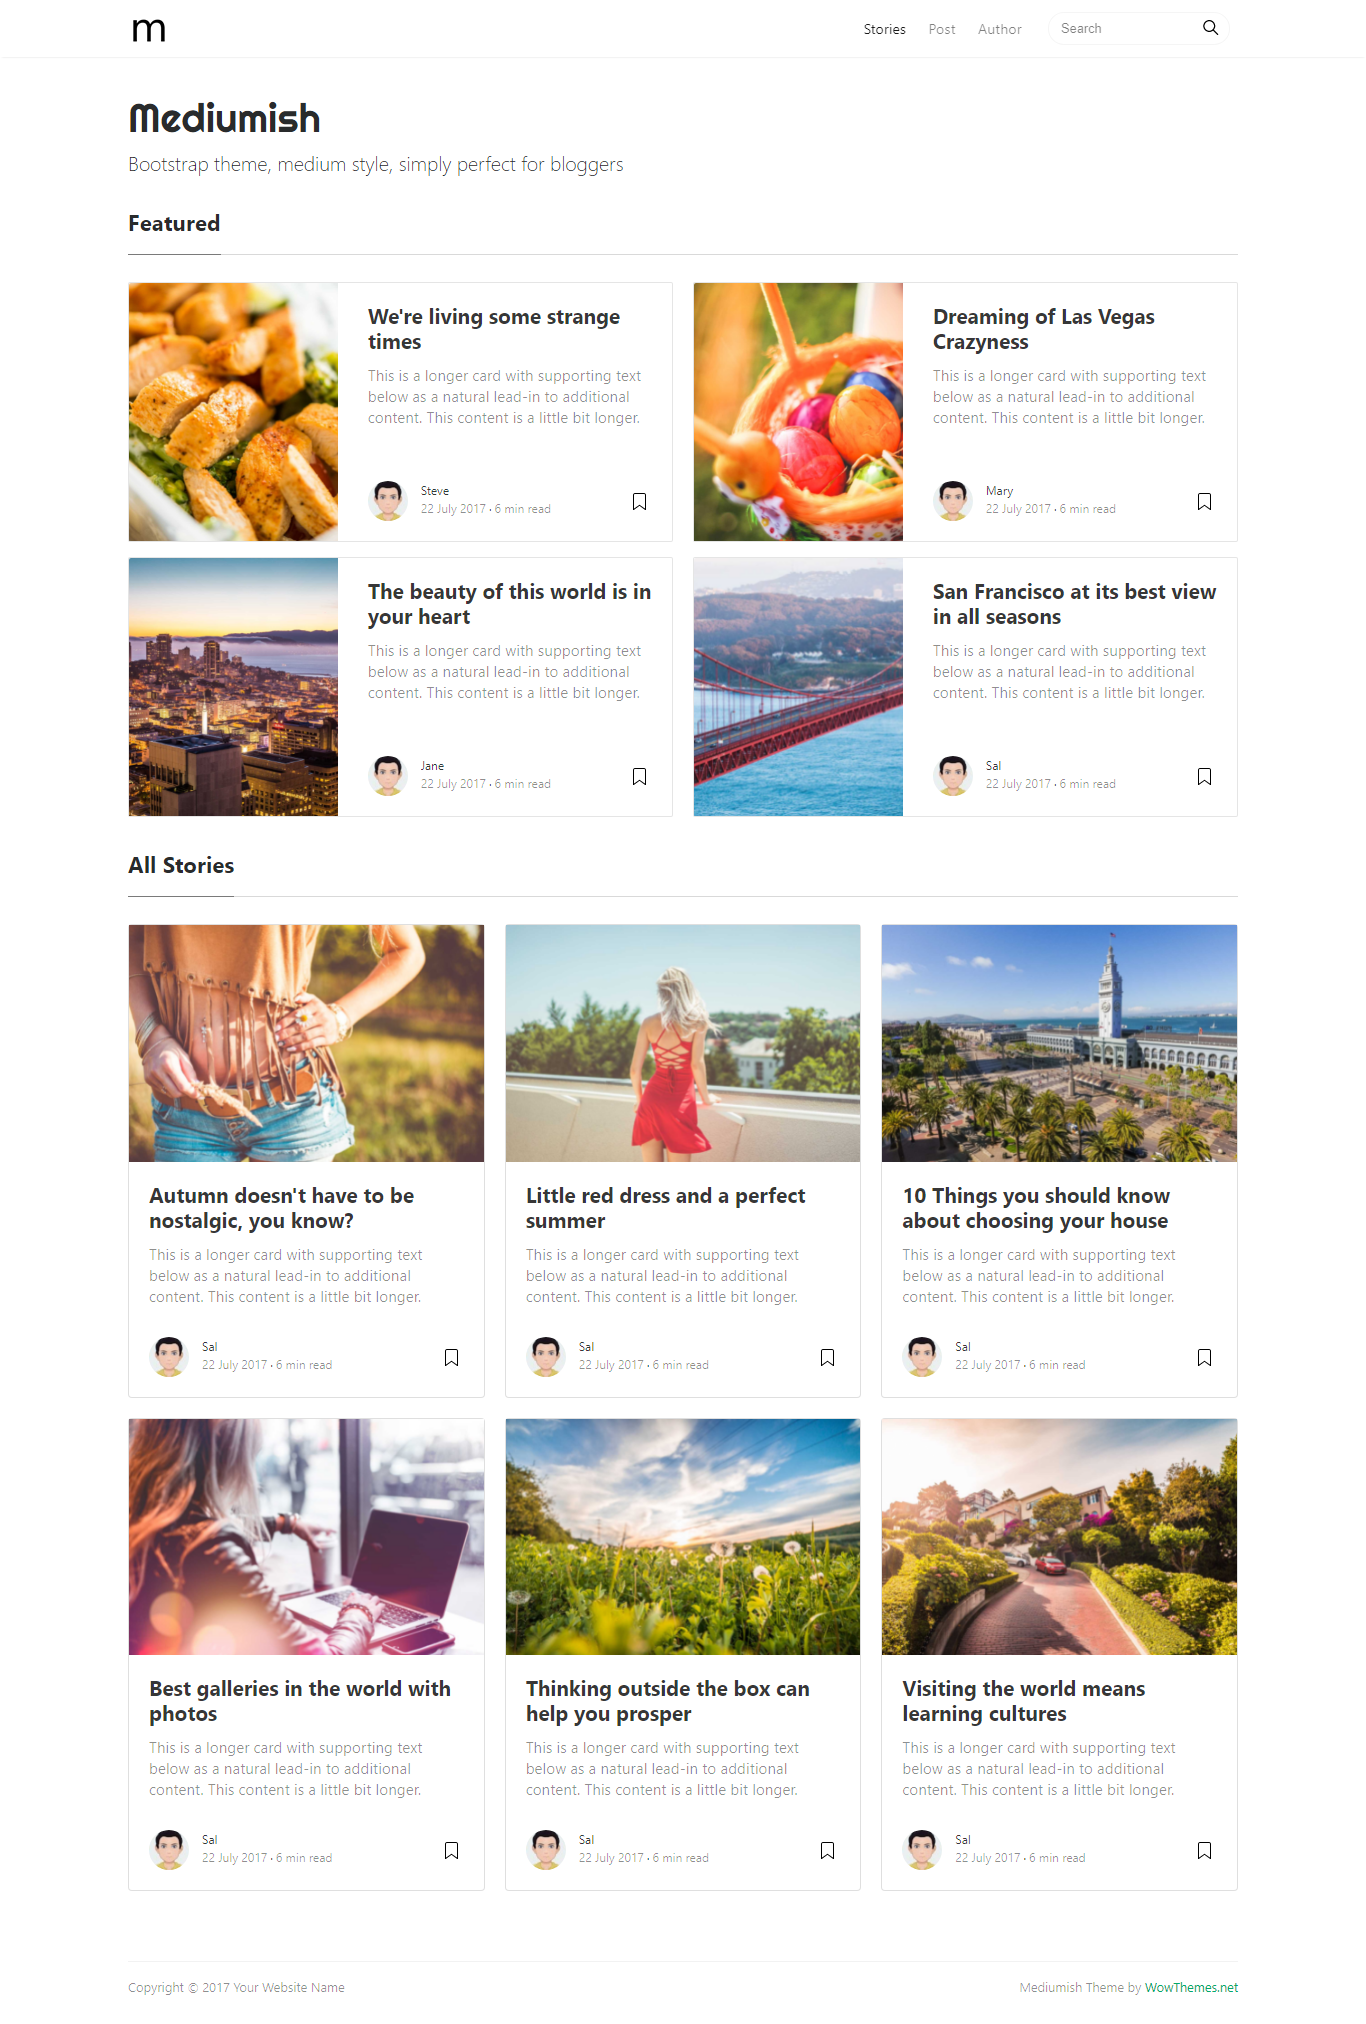 m
Stories Post Author Search
Mediumish
Bootstrap theme, medium style, simply perfect for bloggers
Featured
We're living some strange
times
This is a longer card with supporting text
below as a natural lead-in to additional
content. This content is a little bit longer.
Steve
22 July 2017 · 6 min read
Dreaming of Las Vegas
Crazyness
This is a longer card with supporting text
below as a natural lead-in to additional
content. This content is a little bit longer.
Mary
22 July 2017 · 6 min read
The beauty of this world is in
your heart
This is a longer card with supporting text
below as a natural lead-in to additional
content. This content is a little bit longer.
Jane
22 July 2017 · 6 min read
San Francisco at its best view
in all seasons
This is a longer card with supporting text
below as a natural lead-in to additional
content. This content is a little bit longer.
Sal
22 July 2017 · 6 min read
All Stories
Autumn doesn't have to be
nostalgic, you know?
This is a longer card with supporting text
below as a natural lead-in to additional
content. This content is a little bit longer.
Sal
22 July 2017 · 6 min read
Little red dress and a perfect
summer
This is a longer card with supporting text
below as a natural lead-in to additional
content. This content is a little bit longer.
Sal
22 July 2017 · 6 min read
10 Things you should know
about choosing your house
This is a longer card with supporting text
below as a natural lead-in to additional
content. This content is a little bit longer.
Sal
22 July 2017 · 6 min read
Best galleries in the world with
photos
This is a longer card with supporting text
below as a natural lead-in to additional
content. This content is a little bit longer.
Sal
22 July 2017 · 6 min read
Thinking outside the box can
help you prosper
This is a longer card with supporting text
below as a natural lead-in to additional
content. This content is a little bit longer.
Sal
22 July 2017 · 6 min read
Visiting the world means
learning cultures
This is a longer card with supporting text
below as a natural lead-in to additional
content. This content is a little bit longer.
Sal
22 July 2017 · 6 min read
Copyright © 2017 Your Website Name
Mediumish Theme by WowThemes.net